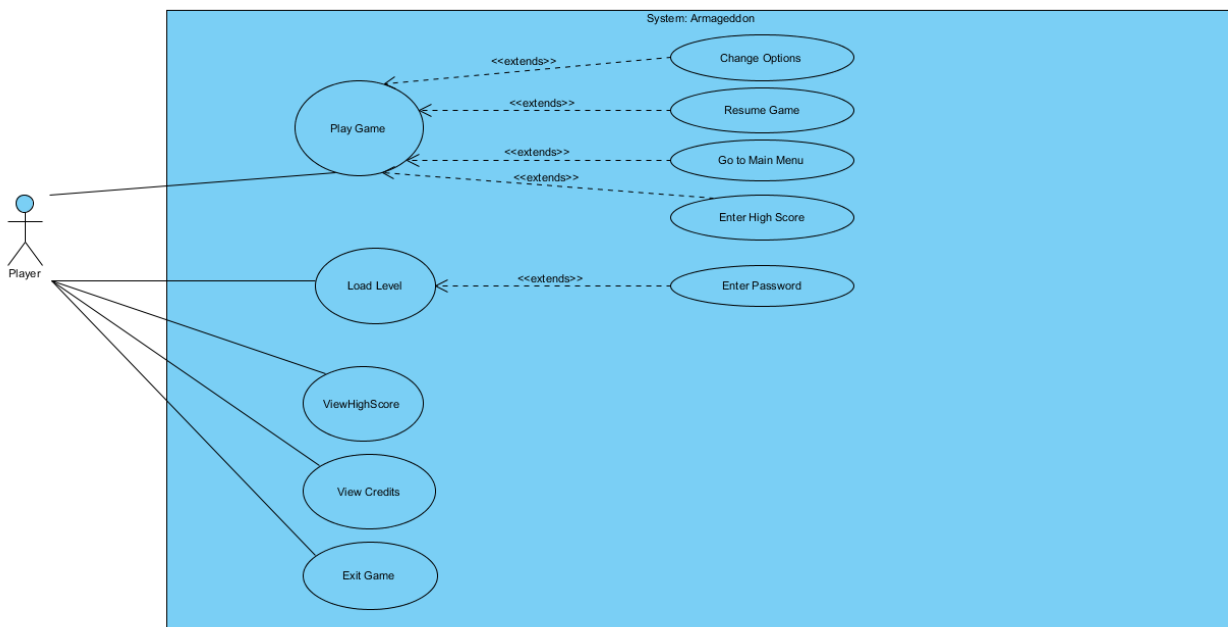 System: Armageddon
<<extends>>
Change Options
Play Game
<<extends>>
Resume Game
<<extends>>
Go to Main Menu
<<extends>>
Enter High Score
Player
Load Level
<<extends>>
Enter Password
ViewHighScore
View Credits
Exit Game